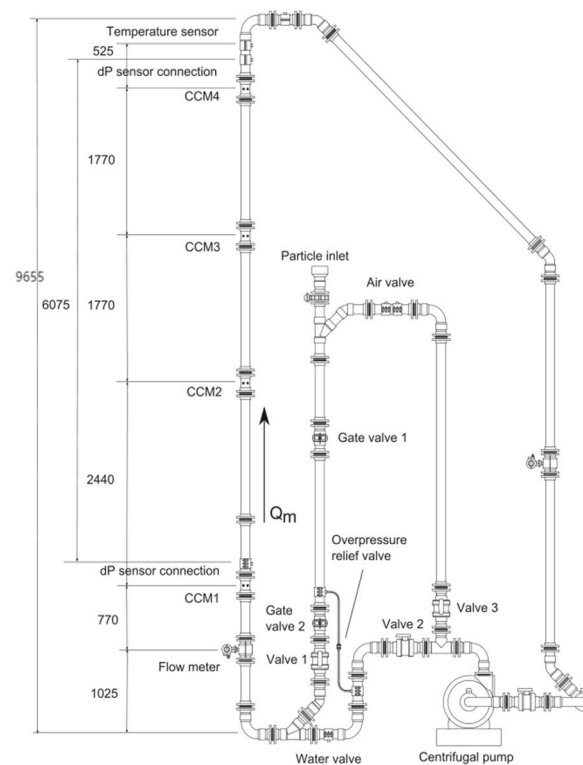 Temperature sensor
525
dP sensor connection
CCM4
1770
CCM3
Particle inlet
9655
Air valve
6075
1770
CCM2
Gate valve 1
2440
Qm
Overpressure
relief valve
dP sensor connection
CCM1
Gate
valve 2
Valve 3
770
Valve 2
Valve 1
Flow meter
1025
Water valve
Centrifugal pump